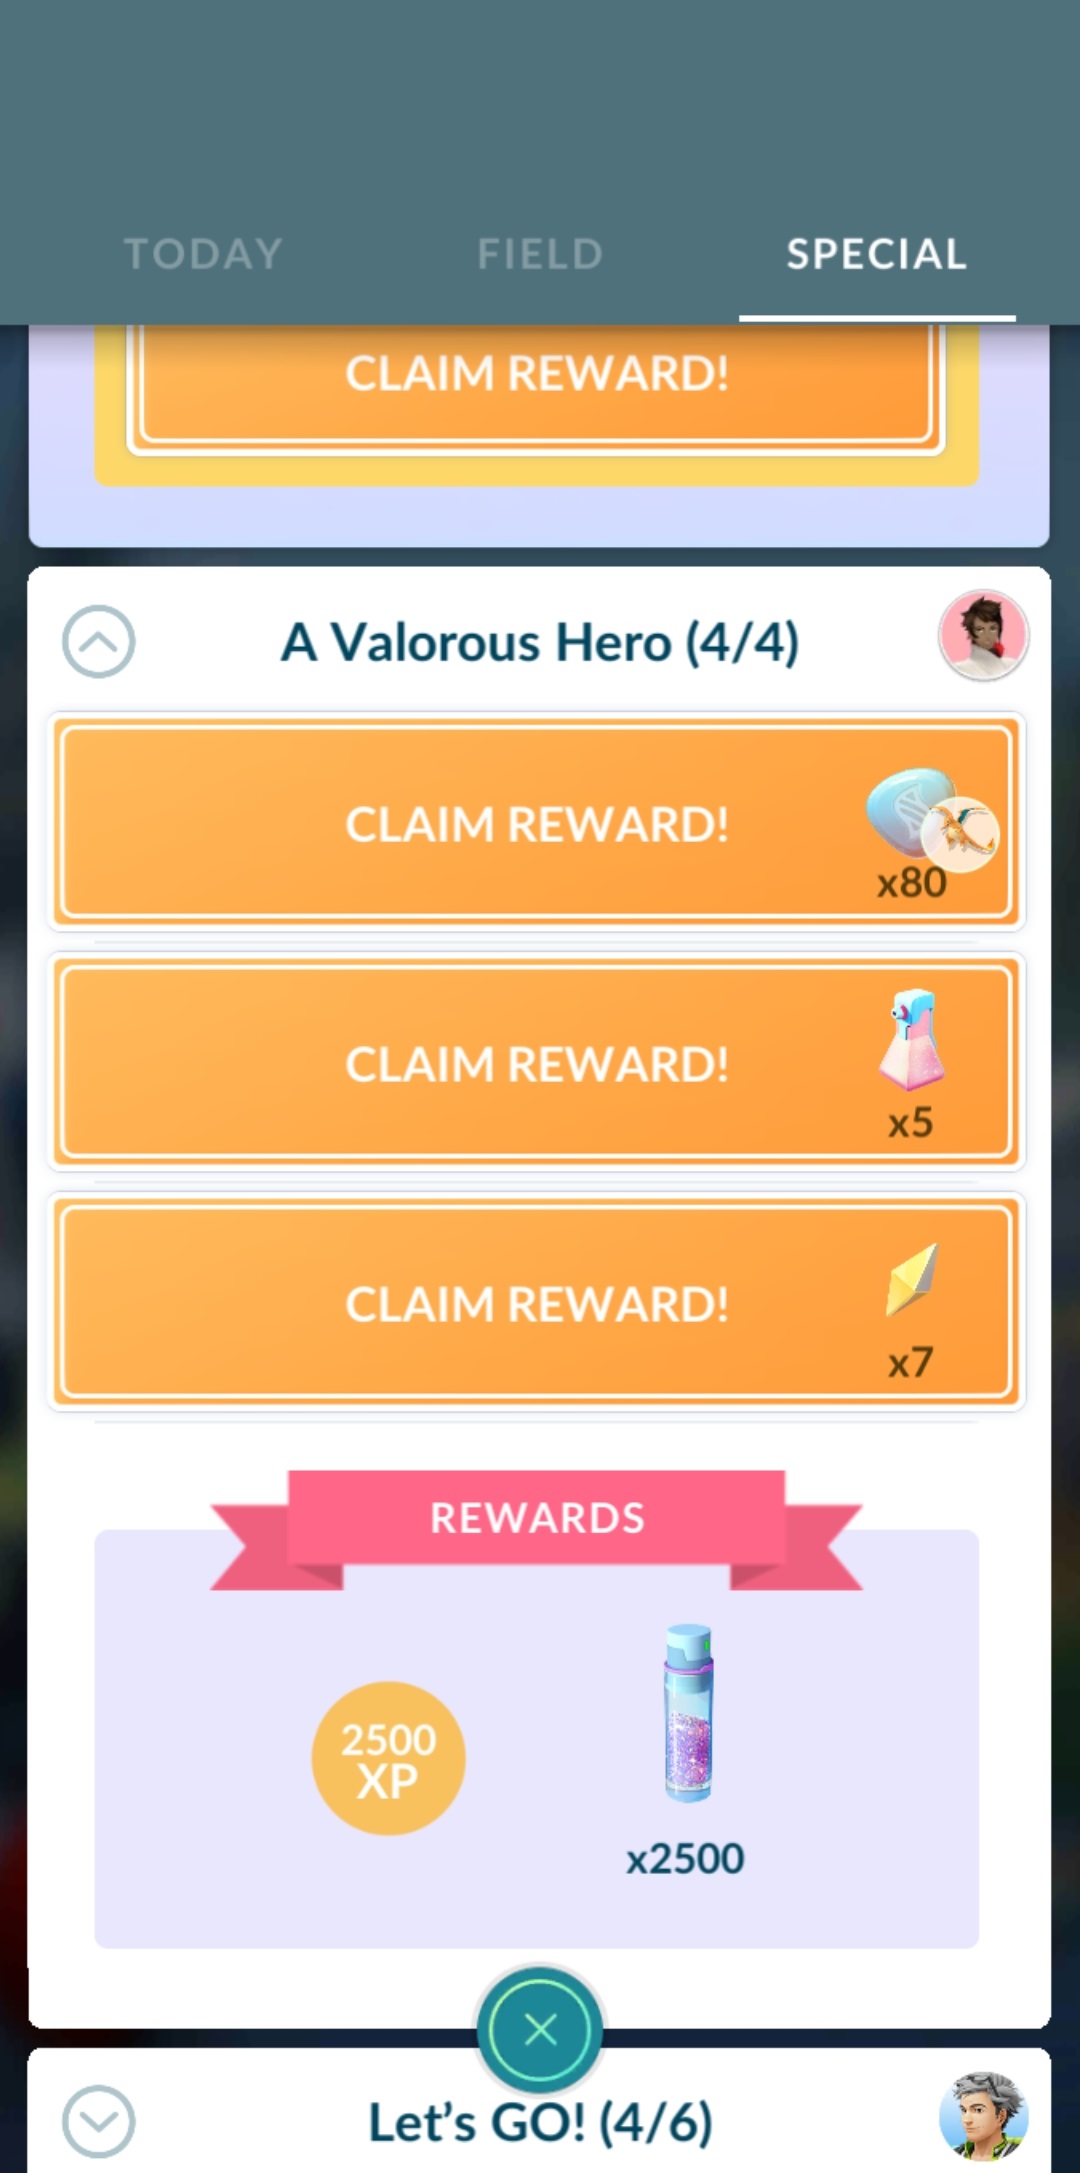 TODAY FIELD SPECIAL
CLAIM REWARD!
A Valorous Hero (4/4)
CLAIM REWARD!
x80
CLAIM REWARD!
x5
CLAIM REWARD!
x7
REWARDS
2500
XP
x2500
Let’s GO! (4/6)